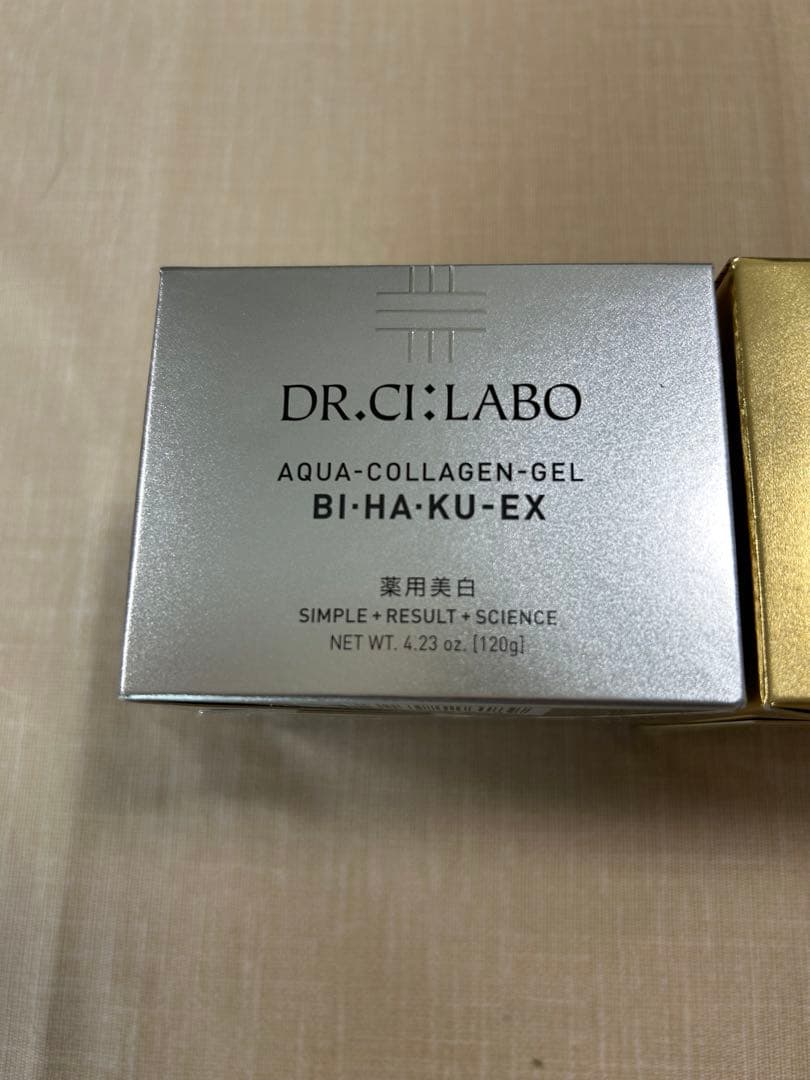 DR.CI:LABO
AQUA-COLLAGEN-GEL
BI·HA·KU-EX
薬用美白
SIMPLE + RESULT + SCIENCE
NET WT. 4.23 oz. [120g]